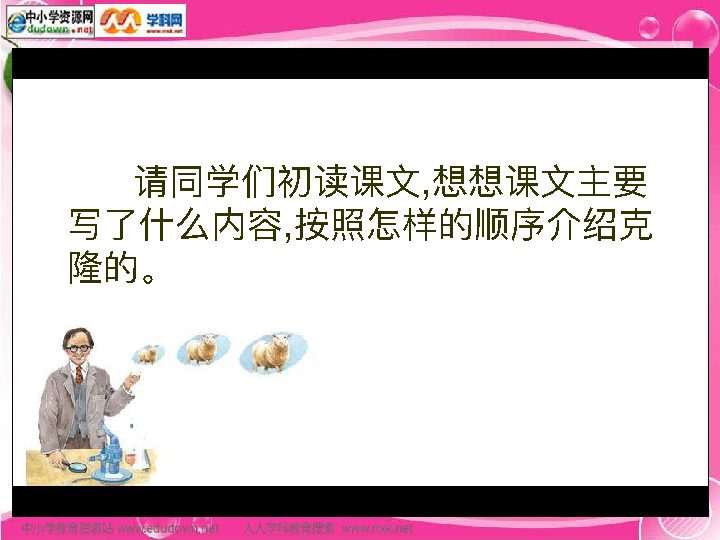 中小学资源网
edudown.net
学科网
www.rrxk.net
请同学们初读课文,想想课文主要
写了什么内容,按照怎样的顺序介绍克
隆的。
中小学教育资源站 www.edudown.net 人人学科教育搜索 www.rrxk.net